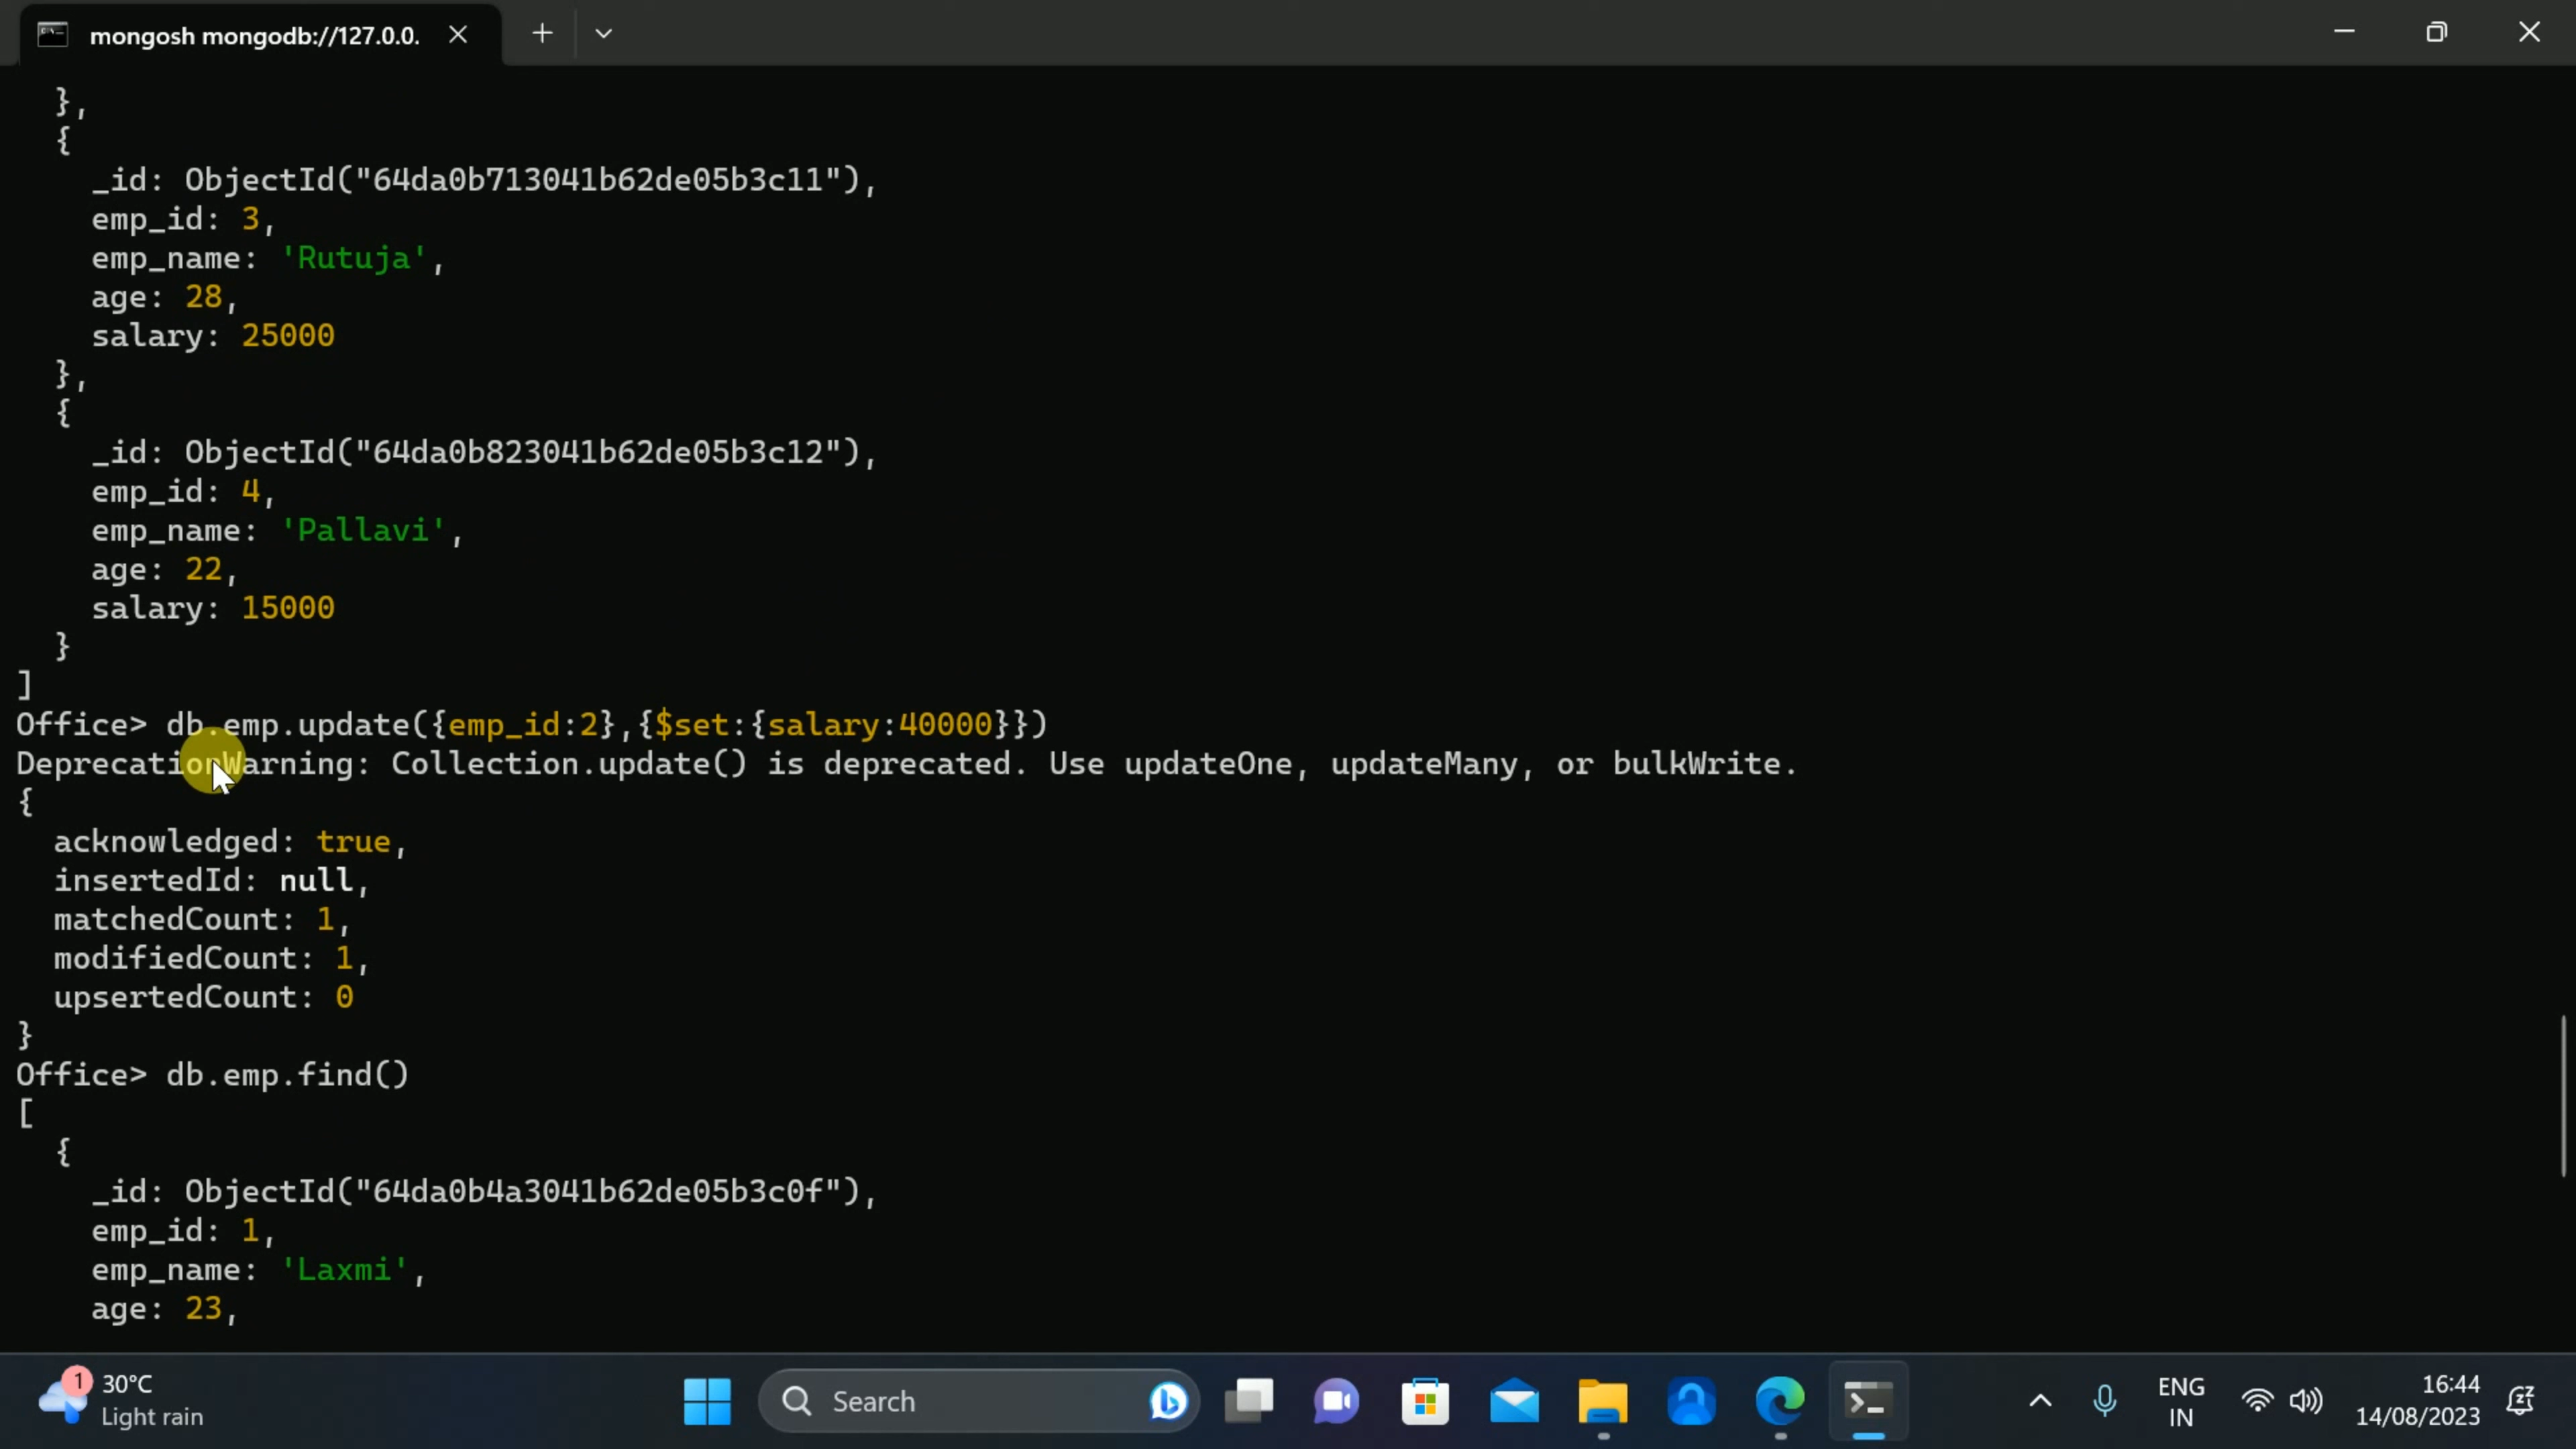 mongosh mongodb://127.0.0.
},
{
_id: ObjectId("64da0b713041b62de05b3c11"),
emp_id: 3,
emp_name: 'Rutuja',
age: 28,
salary: 25000
},
{
_id: ObjectId("64da0b823041b62de05b3c12"),
emp_id: 4,
emp_name: 'Pallavi',
age: 22,
salary: 15000
}
]
Office> db.emp.update({emp_id:2},{$set:{salary:40000}})
DeprecationWarning: Collection.update() is deprecated. Use updateOne, updateMany, or bulkWrite.
{
acknowledged: true,
insertedId: null,
matchedCount: 1,
modifiedCount: 1,
upsertedCount: 0
}
Office> db.emp.find()
[
{
_id: ObjectId("64da0b4a3041b62de05b3c0f"),
emp_id: 1,
emp_name: 'Laxmi',
age: 23,
1
30°C
Light rain
Search
ENG
IN
16:44
14/08/2023